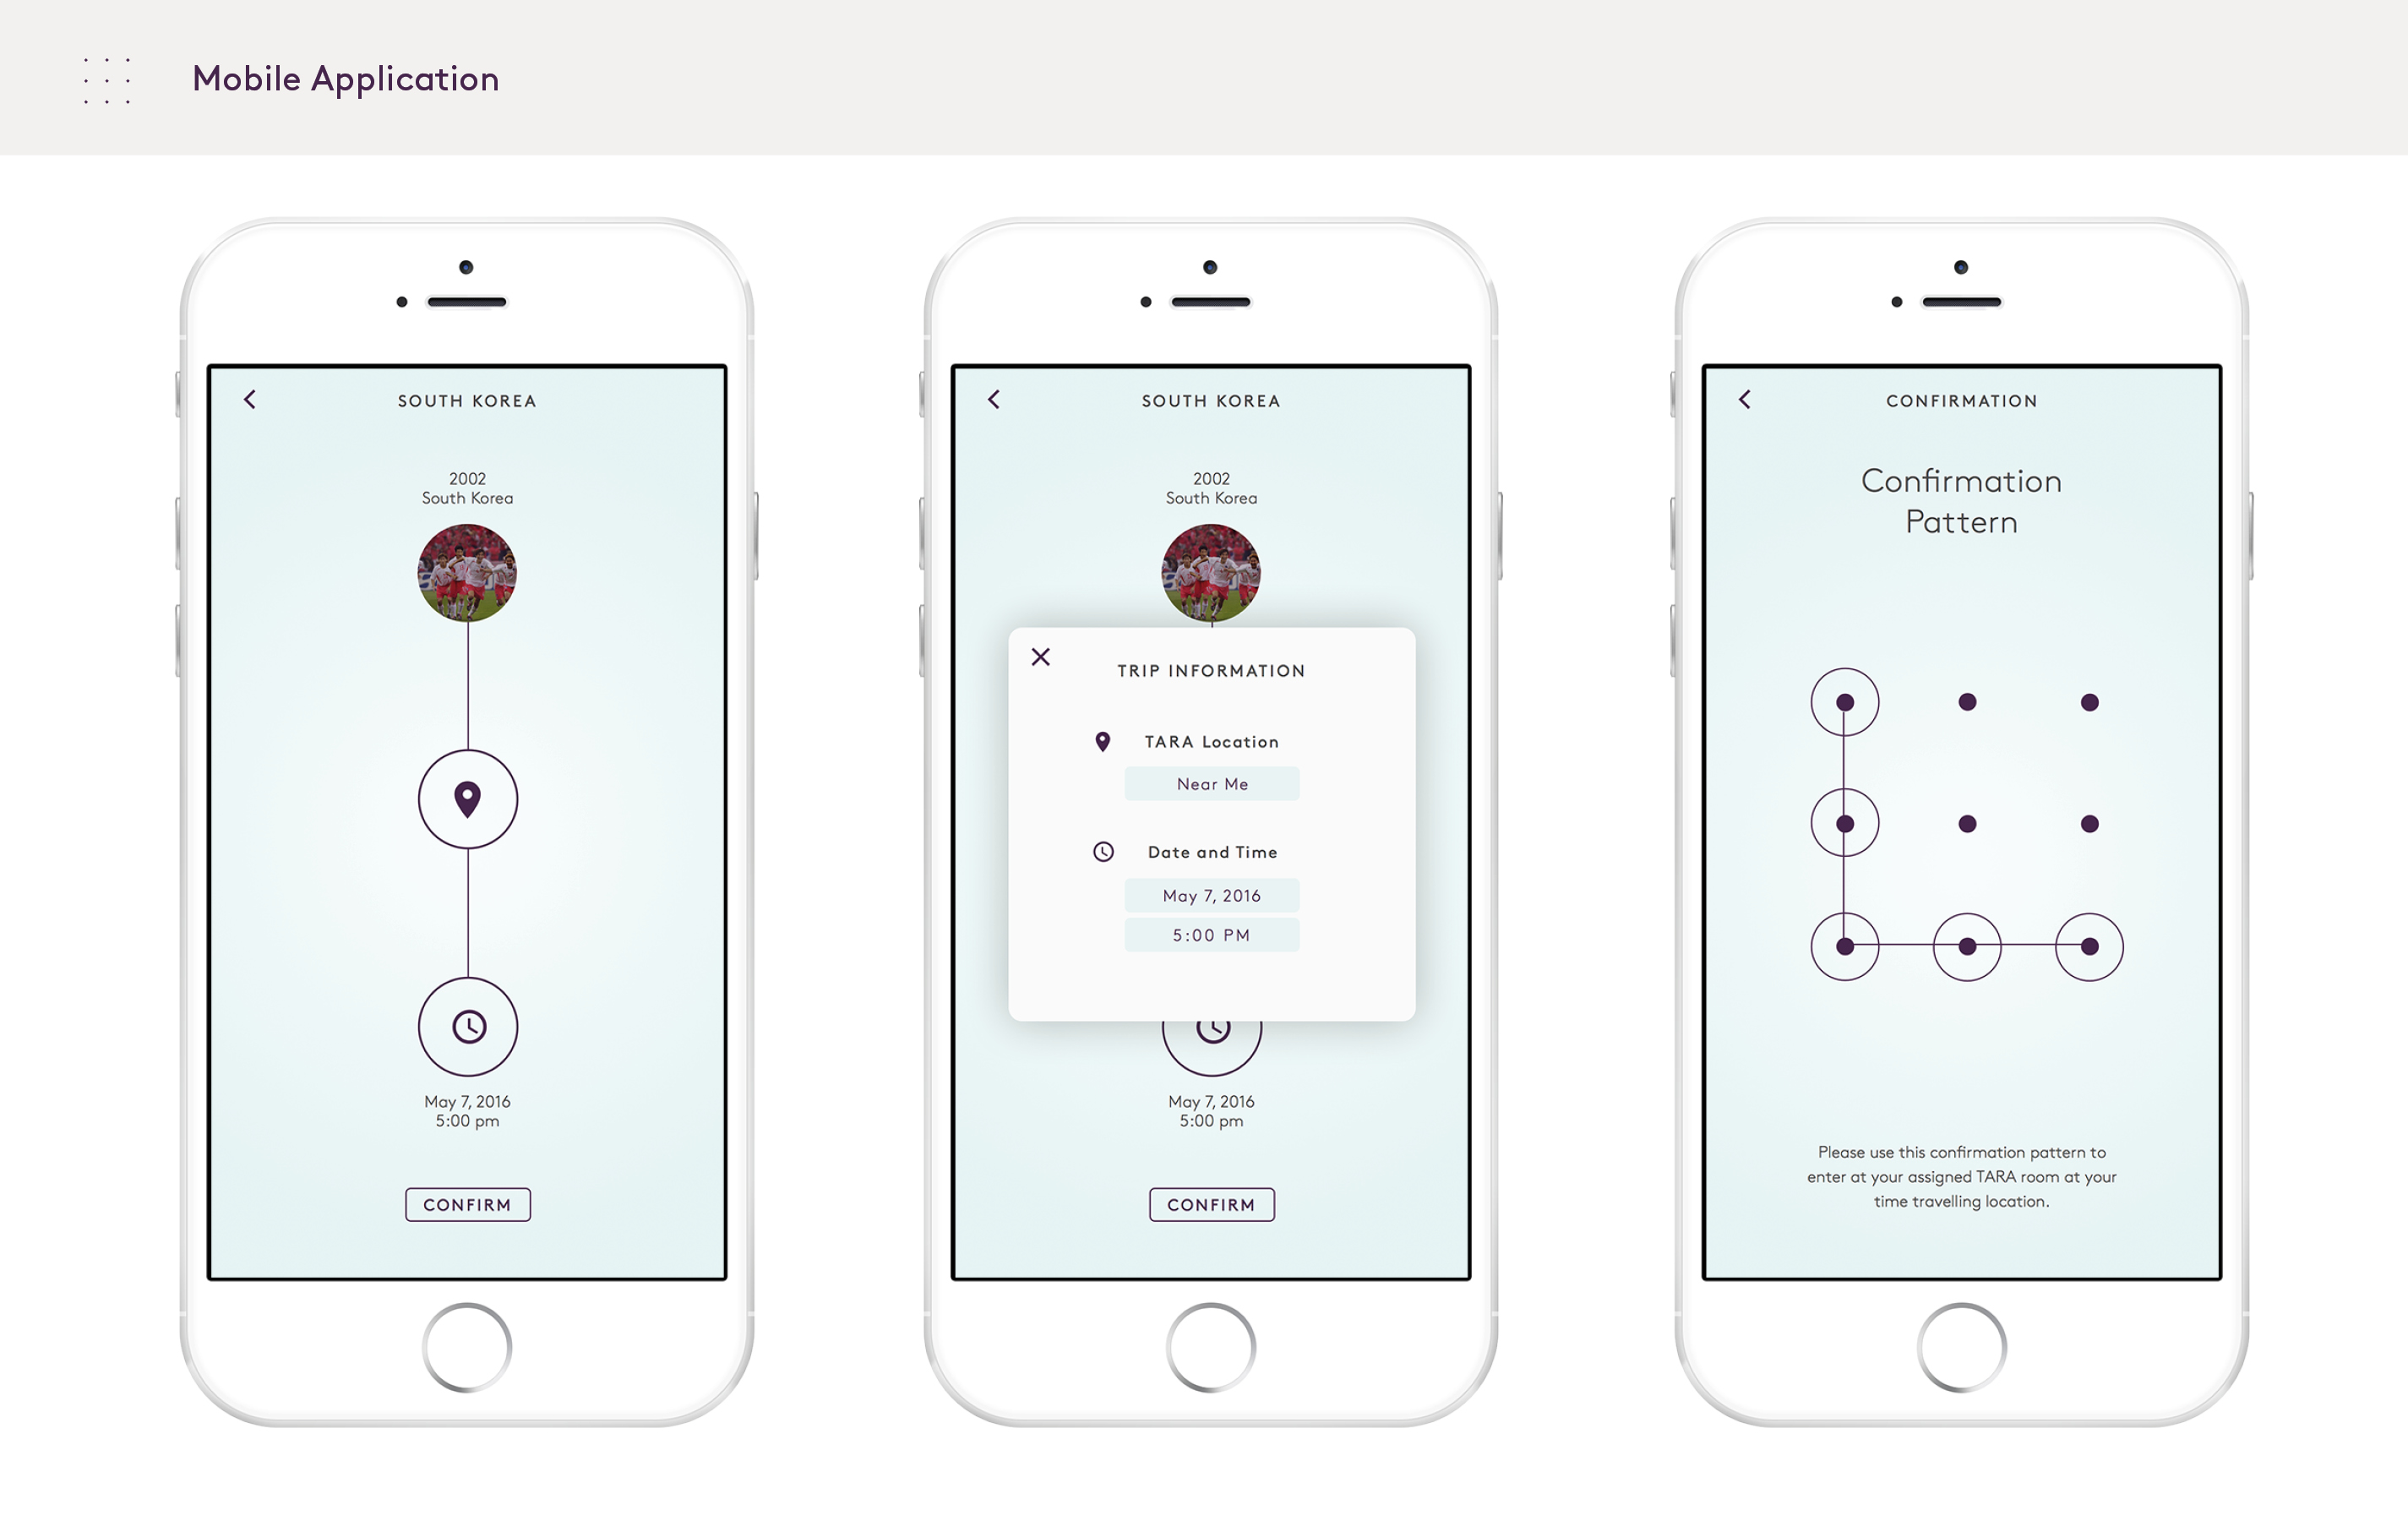 Mobile Application
SOUTH KOREA
2002
South Korea
May 7, 2016
5:00 pm
CONFIRM
SOUTH KOREA
2002
South Korea
TRIP INFORMATION
TARA Location
Near Me
Date and Time
May 7, 2016
5:00 PM
May 7, 2016
5:00 pm
CONFIRM
CONFIRMATION
Confirmation
Pattern
Please use this confirmation pattern to
enter at your assigned TARA room at your
time travelling location.